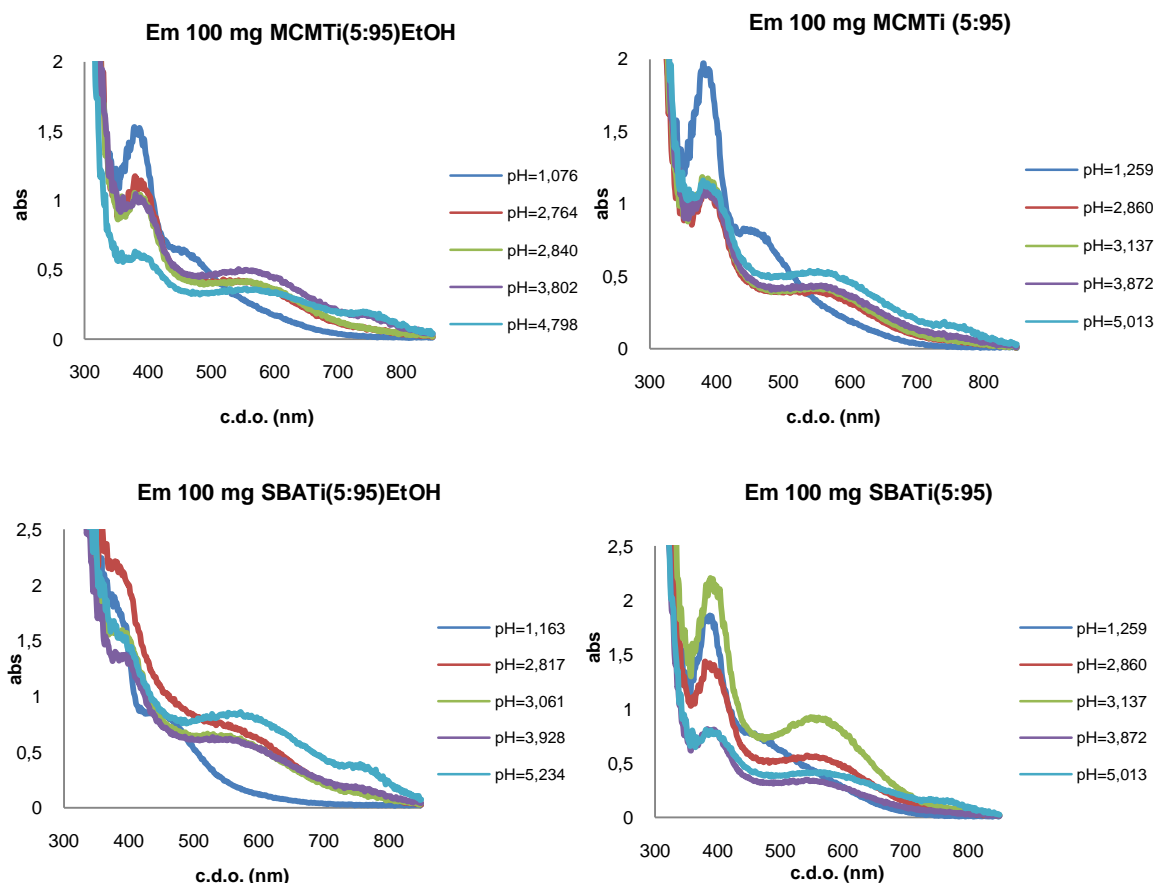 Em 100 mg MCMTi(5:95)EtOH
2
1,5
1
0,5
0
abs
300 400 500 600 700 800
c.d.o. (nm)
pH=1,076
pH=2,764
pH=2,840
pH=3,802
pH=4,798
Em 100 mg MCMTi (5:95)
2
1,5
1
0,5
0
abs
300 400 500 600 700 800
c.d.o. (nm)
pH=1,259
pH=2,860
pH=3,137
pH=3,872
pH=5,013
Em 100 mg SBATi(5:95)EtOH
2,5
2
1,5
1
0,5
0
abs
300 400 500 600 700 800
c.d.o. (nm)
pH=1,163
pH=2,817
pH=3,061
pH=3,928
pH=5,234
Em 100 mg SBATi(5:95)
2,5
2
1,5
1
0,5
0
abs
300 400 500 600 700 800
c.d.o. (nm)
pH=1,259
pH=2,860
pH=3,137
pH=3,872
pH=5,013